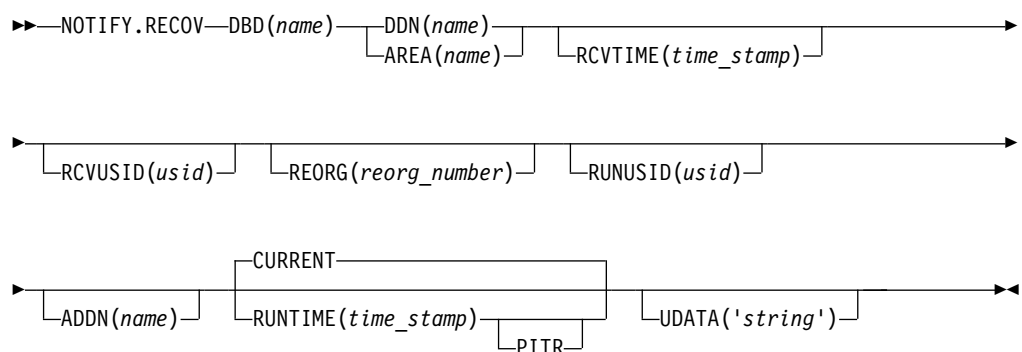 NOTIFY.RECOV DBD(name) DDN(name)
AREA(name) RCVTIME(time_stamp)
RCVUSID(usid) REORG(reorg_number) RUNUSID(usid)
CURRENT
ADDN(name) RUNTIME(time_stamp) UDATA('string')
PITR